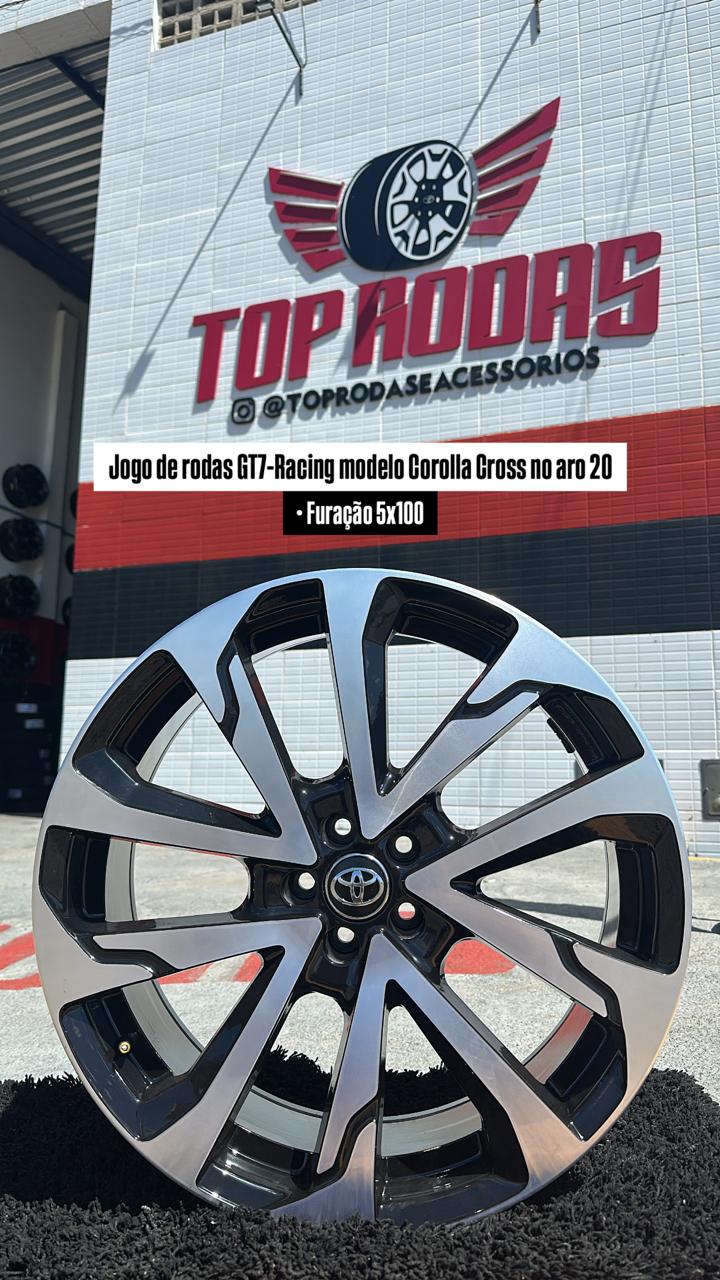 TOP RODAS
@TOPRODASEACESSORIOS
Jogo de rodas GT7-Racing modelo Corolla Cross no aro 20
• Furação 5x100